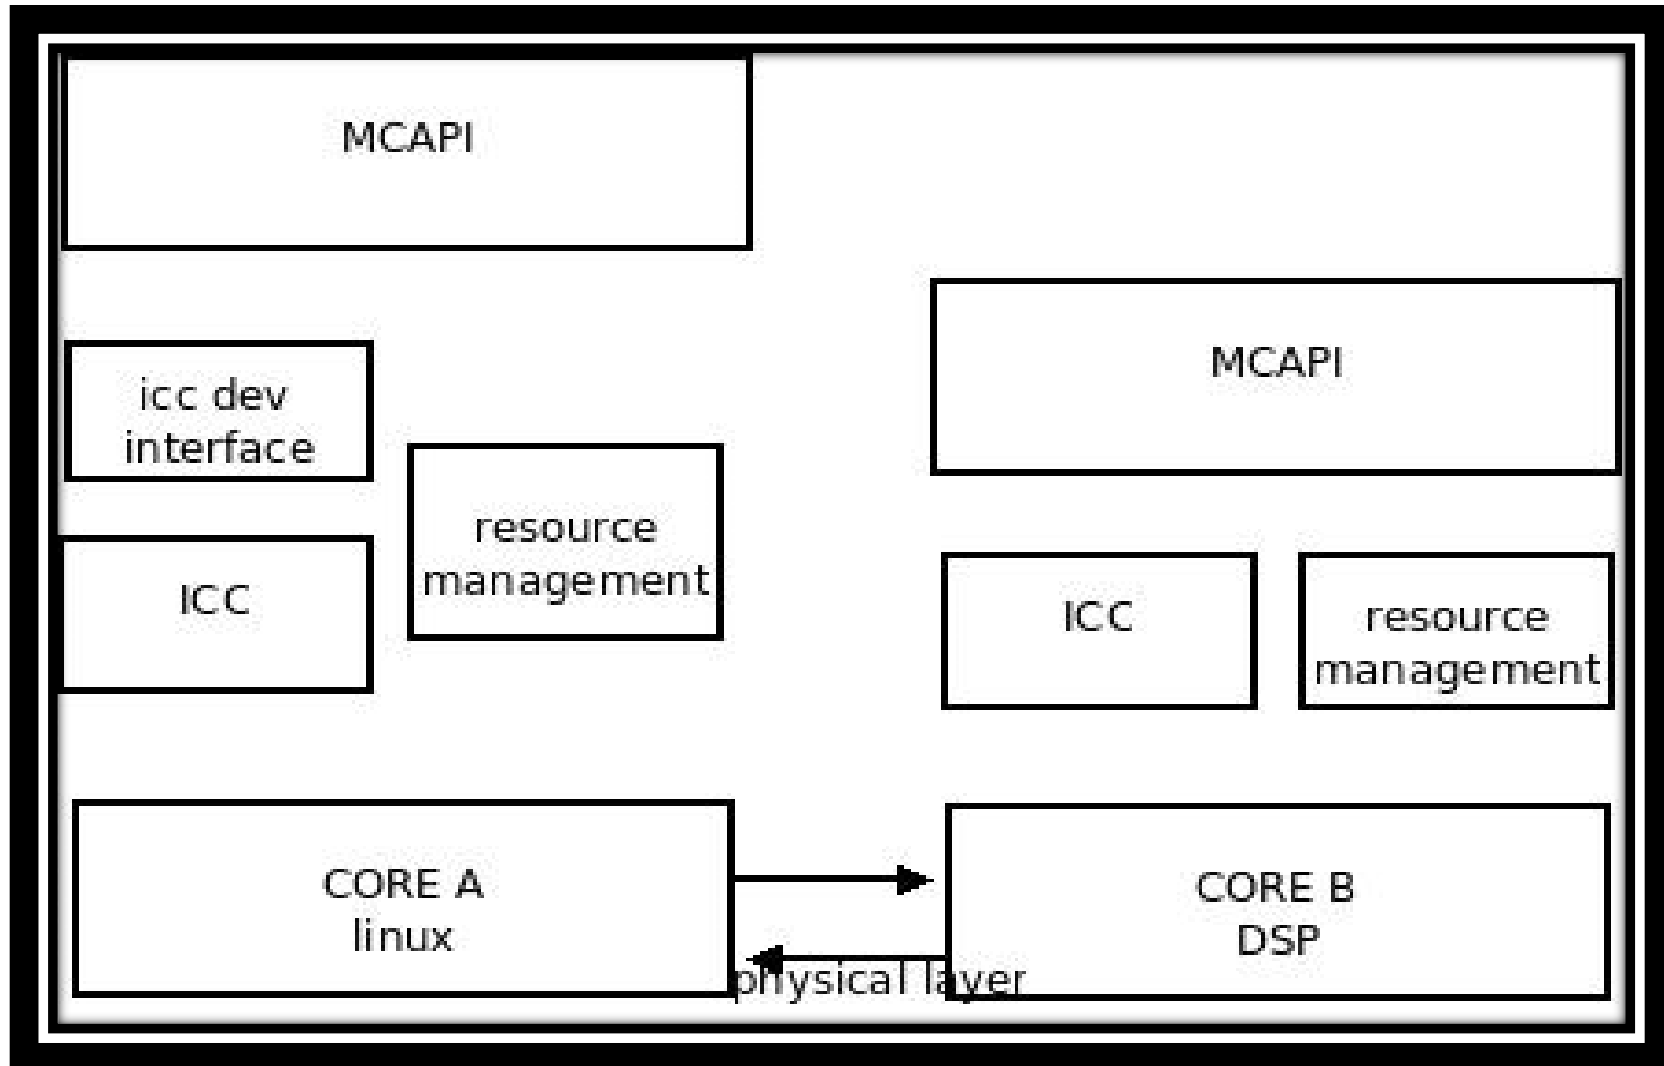 MCAPI
icc dev
interface
resource
management
ICC
MCAPI
ICC
resource
management
CORE A
linux
physical layer
CORE B
DSP